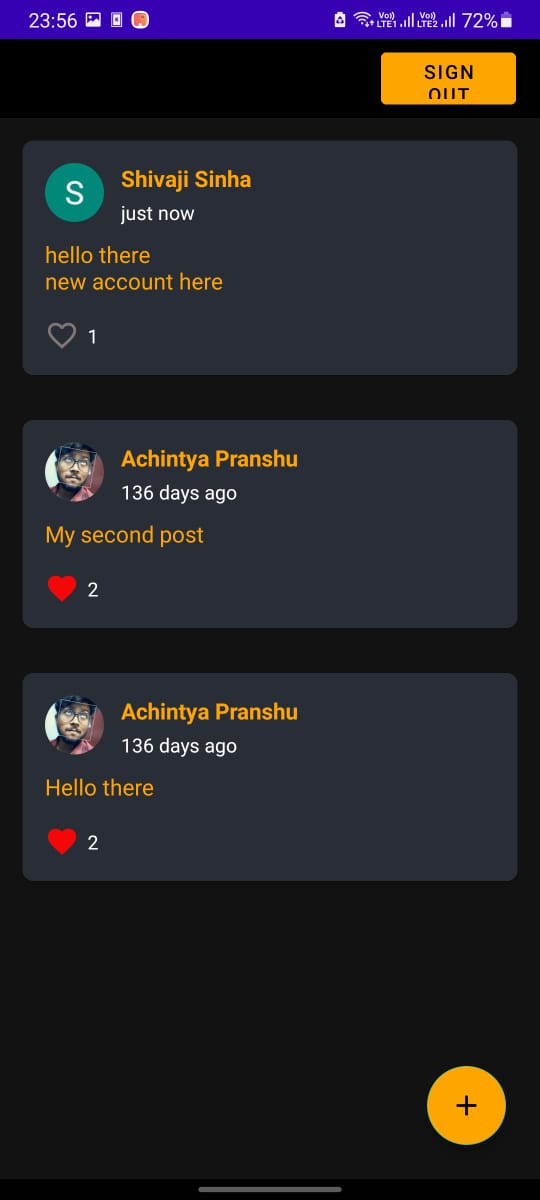 23:56 Vo)) LTE1 Vo)) LTE2 72%
SIGN
OUT
S
Shivaji Sinha
just now
hello there
new account here
1
Achintya Pranshu
136 days ago
My second post
2
Achintya Pranshu
136 days ago
Hello there
2
+